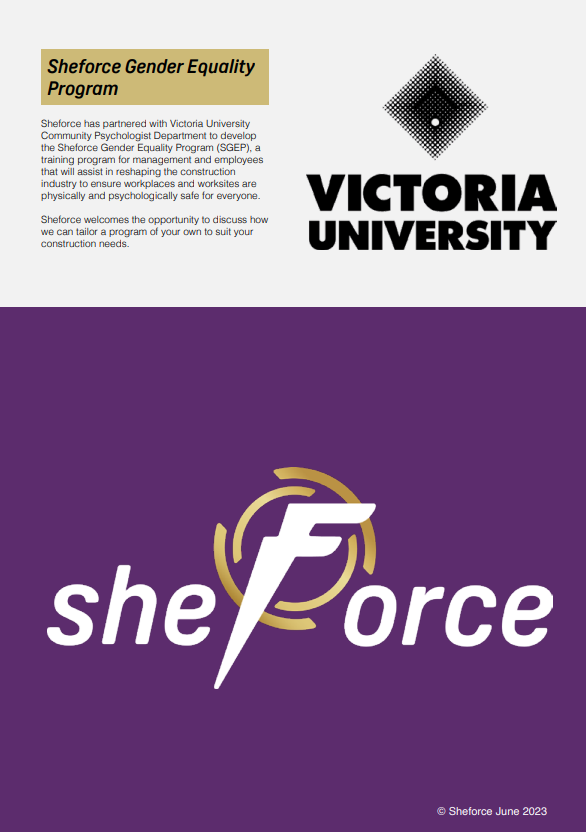 Sheforce Gender Equality
Program
Sheforce has partnered with Victoria University
Community Psychologist Department to develop
the Sheforce Gender Equality Program (SGEP), a
training program for management and employees
that will assist in reshaping the construction
industry to ensure workplaces and worksites are
physically and psychologically safe for everyone.
Sheforce welcomes the opportunity to discuss how
we can tailor a program of your own to suit your
construction needs.
VICTORIA
UNIVERSITY
sheForce
© Sheforce June 2023